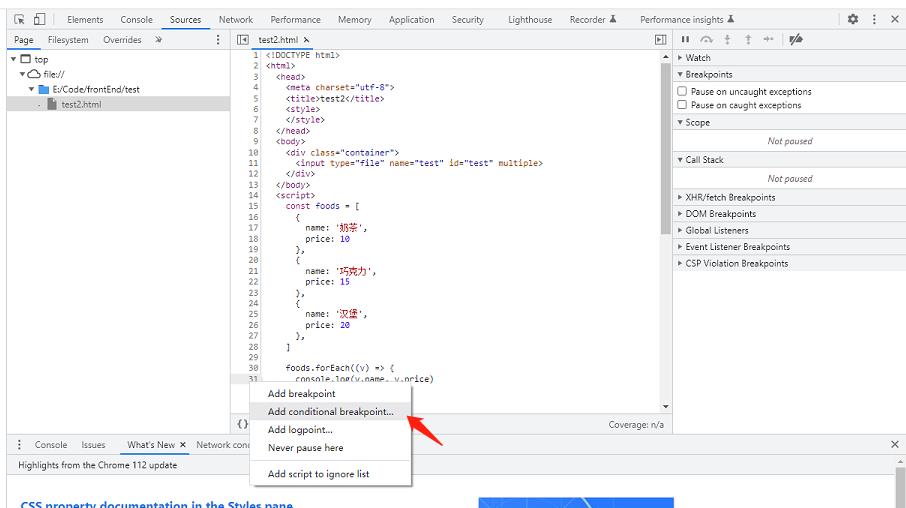 Elements Console Sources Network Performance Memory Application Security Lighthouse Recorder Performance insights
Page Filesystem Overrides »
test2.html ×
top
file://
E:/Code/frontEnd/test
test2.html
1 <!DOCTYPE html>
2 <html>
3 <head>
4 <meta charset="utf-8">
5 <title>test2</title>
6 <style>
7 </style>
8 </head>
9 <body>
10 <div class="container">
11 <input type="file" name="test" id="test" multiple>
12 </div>
13 </body>
14 <script>
15 const foods = [
16 {
17 name: '奶茶',
18 price: 10
19 },
20 {
21 name: '巧克力',
22 price: 15
23 },
24 {
25 name: '汉堡',
26 price: 20
27 },
28 ]
29
30 foods.forEach((v) => {
31 console.log(v.name, v.price)
Add breakpoint
Add conditional breakpoint...
Add logpoint...
Never pause here
Add script to ignore list
{}
Coverage: n/a
Watch
Breakpoints
Pause on uncaught exceptions
Pause on caught exceptions
Scope
Not paused
Call Stack
Not paused
XHR/fetch Breakpoints
DOM Breakpoints
Global Listeners
Event Listener Breakpoints
CSP Violation Breakpoints
Console Issues What's New × Network con
Highlights from the Chrome 112 update
CSS property documentation in the Styles pane